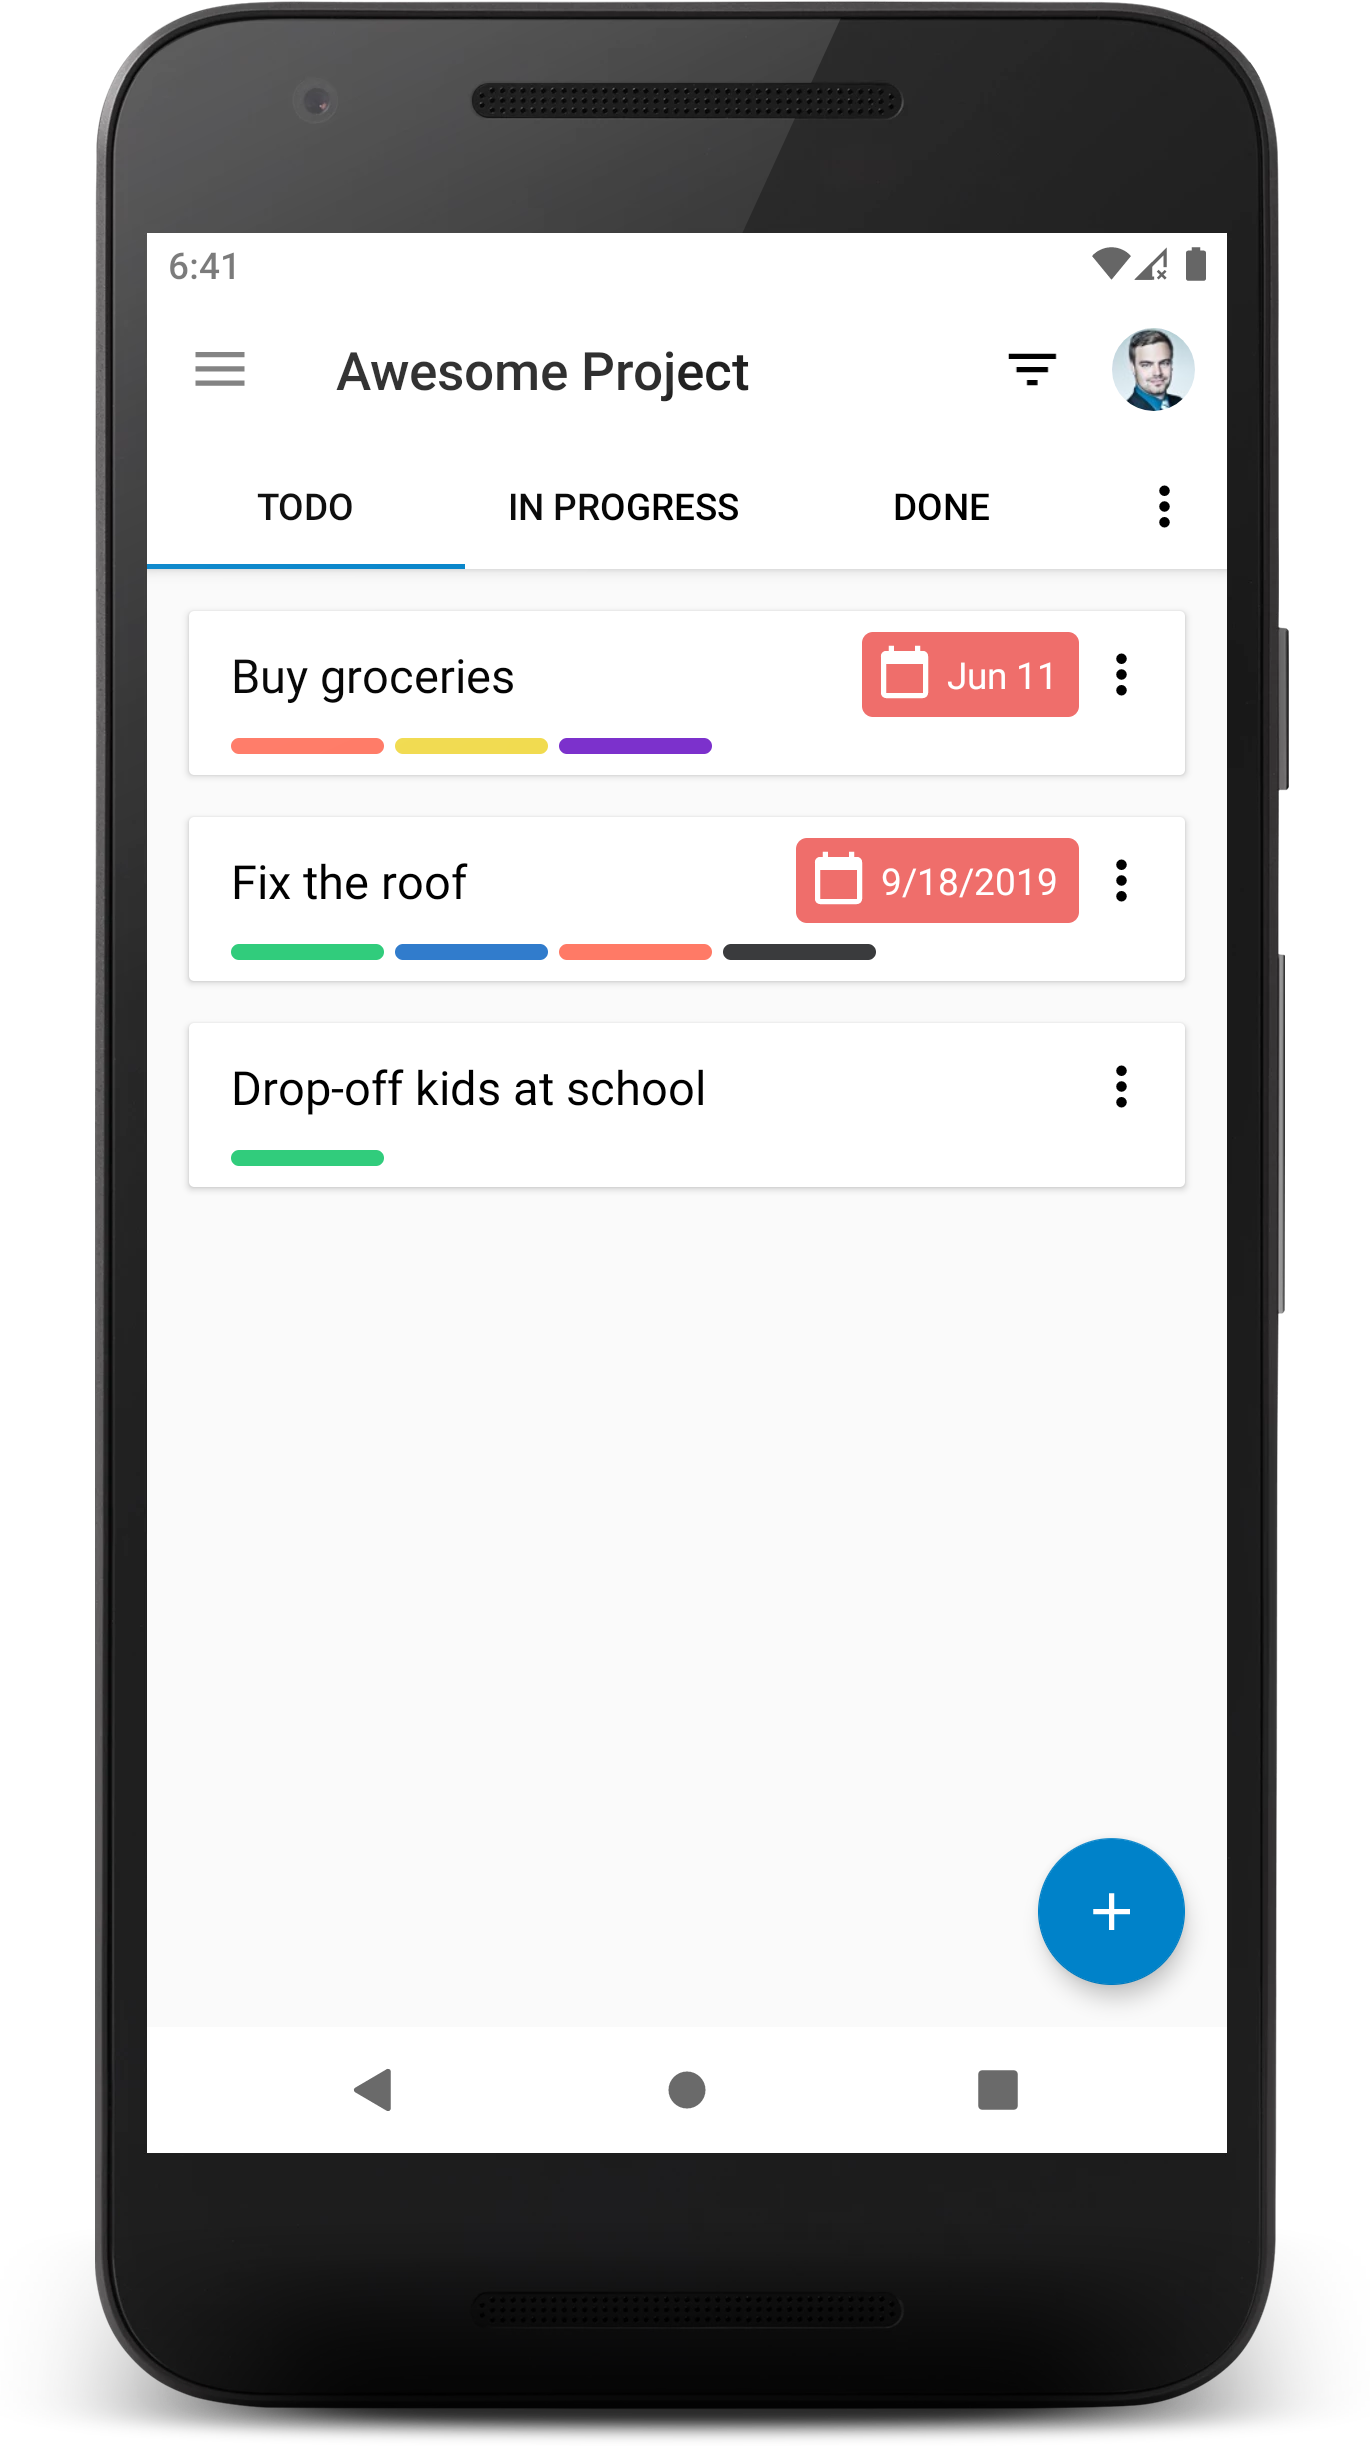 6:41
Awesome Project
TODO IN PROGRESS DONE
Buy groceries Jun 11
Fix the roof 9/18/2019
Drop-off kids at school